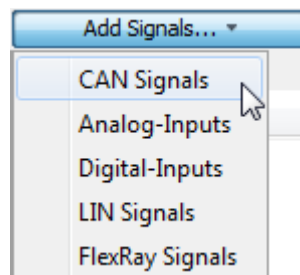 Add Signals...
CAN Signals
Analog-Inputs
Digital-Inputs
LIN Signals
FlexRay Signals